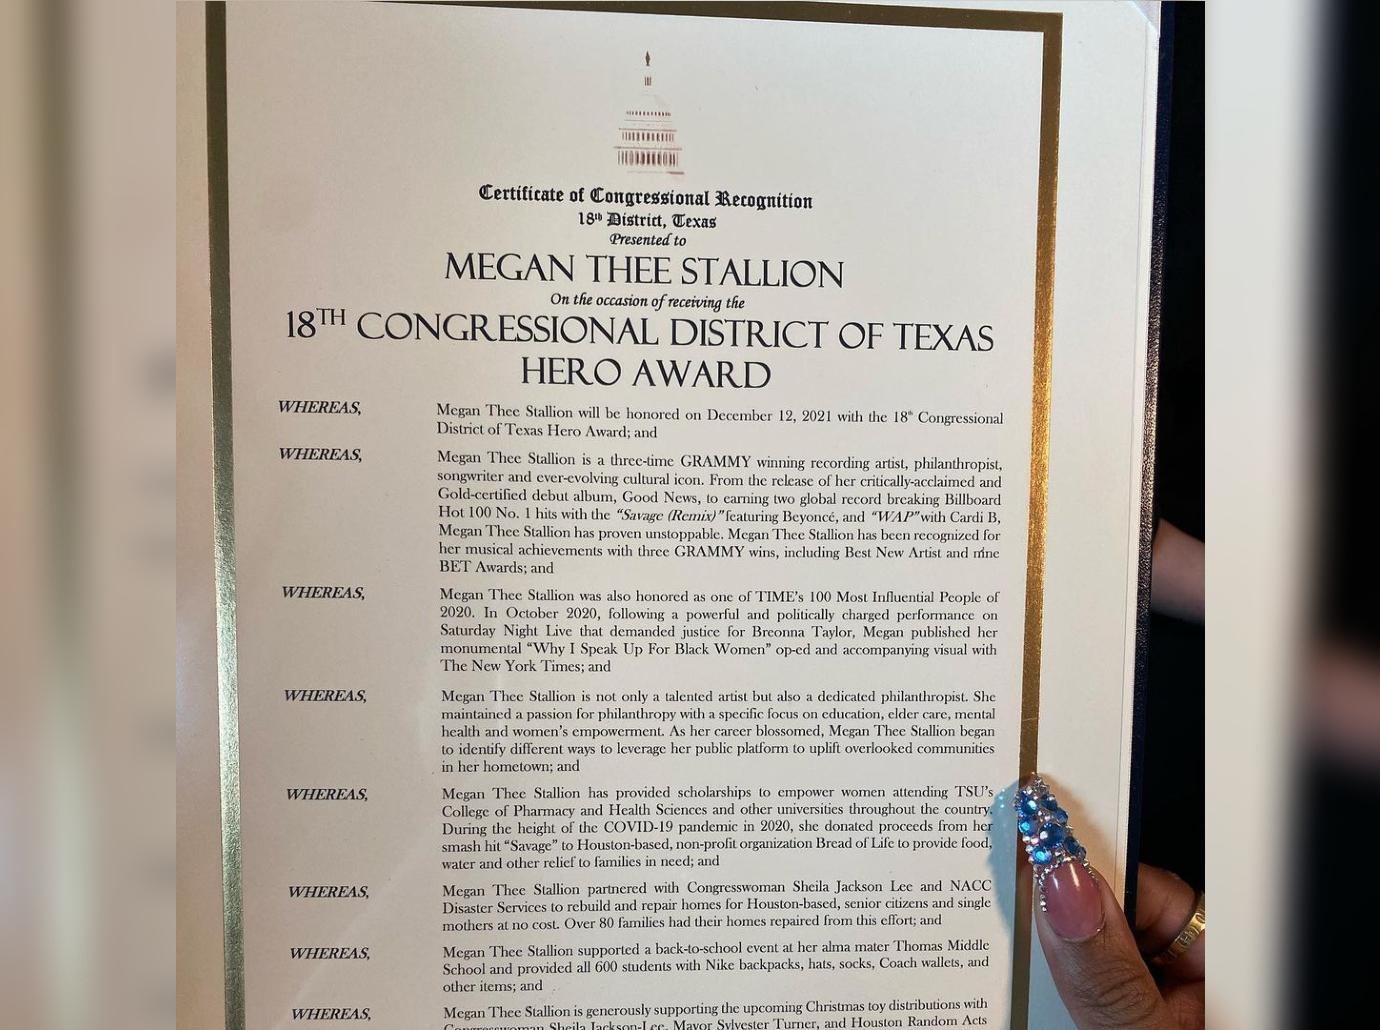 Certificate of Congressional Recognition
18th District, Texas
Presented to
MEGAN THEE STALLION
On the occasion of receiving the
18TH CONGRESSIONAL DISTRICT OF TEXAS
HERO AWARD
WHEREAS, Megan Thee Stallion will be honored on December 12, 2021 with the 18th Congressional
District of Texas Hero Award; and
WHEREAS, Megan Thee Stallion is a three-time GRAMMY winning recording artist, philanthropist,
songwriter and ever-evolving cultural icon. From the release of her critically-acclaimed and
Gold-certified debut album, Good News, to earning two global record breaking Billboard
Hot 100 No. 1 hits with the "Savage (Remix)" featuring Beyoncé, and "WAP" with Cardi B,
Megan Thee Stallion has proven unstoppable. Megan Thee Stallion has been recognized for
her musical achievements with three GRAMMY wins, including Best New Artist and nine
BET Awards; and
WHEREAS, Megan Thee Stallion was also honored as one of TIME's 100 Most Influential People of
2020. In October 2020, following a powerful and politically charged performance on
Saturday Night Live that demanded justice for Breonna Taylor, Megan published her
monumental "Why I Speak Up For Black Women" op-ed and accompanying visual with
The New York Times; and
WHEREAS, Megan Thee Stallion is not only a talented artist but also a dedicated philanthropist. She
maintained a passion for philanthropy with a specific focus on education, elder care, mental
health and women's empowerment. As her career blossomed, Megan Thee Stallion began
to identify different ways to leverage her public platform to uplift overlooked communities
in her hometown; and
WHEREAS, Megan Thee Stallion has provided scholarships to empower women attending TSU's
College of Pharmacy and Health Sciences and other universities throughout the country.
During the height of the COVID-19 pandemic in 2020, she donated proceeds from her
smash hit "Savage" to Houston-based, non-profit organization Bread of Life to provide food,
water and other relief to families in need; and
WHEREAS, Megan Thee Stallion partnered with Congresswoman Sheila Jackson Lee and NACC
Disaster Services to rebuild and repair homes for Houston-based, senior citizens and single
mothers at no cost. Over 80 families had their homes repaired from this effort; and
WHEREAS, Megan Thee Stallion supported a back-to-school event at her alma mater Thomas Middle
School and provided all 600 students with Nike backpacks, hats, socks, Coach wallets, and
other items; and
WHEREAS, Megan Thee Stallion is generously supporting the upcoming Christmas toy distributions with
Congresswoman Sheila Jackson-Lee, Mayor Sylvester Turner, and Houston Random Acts